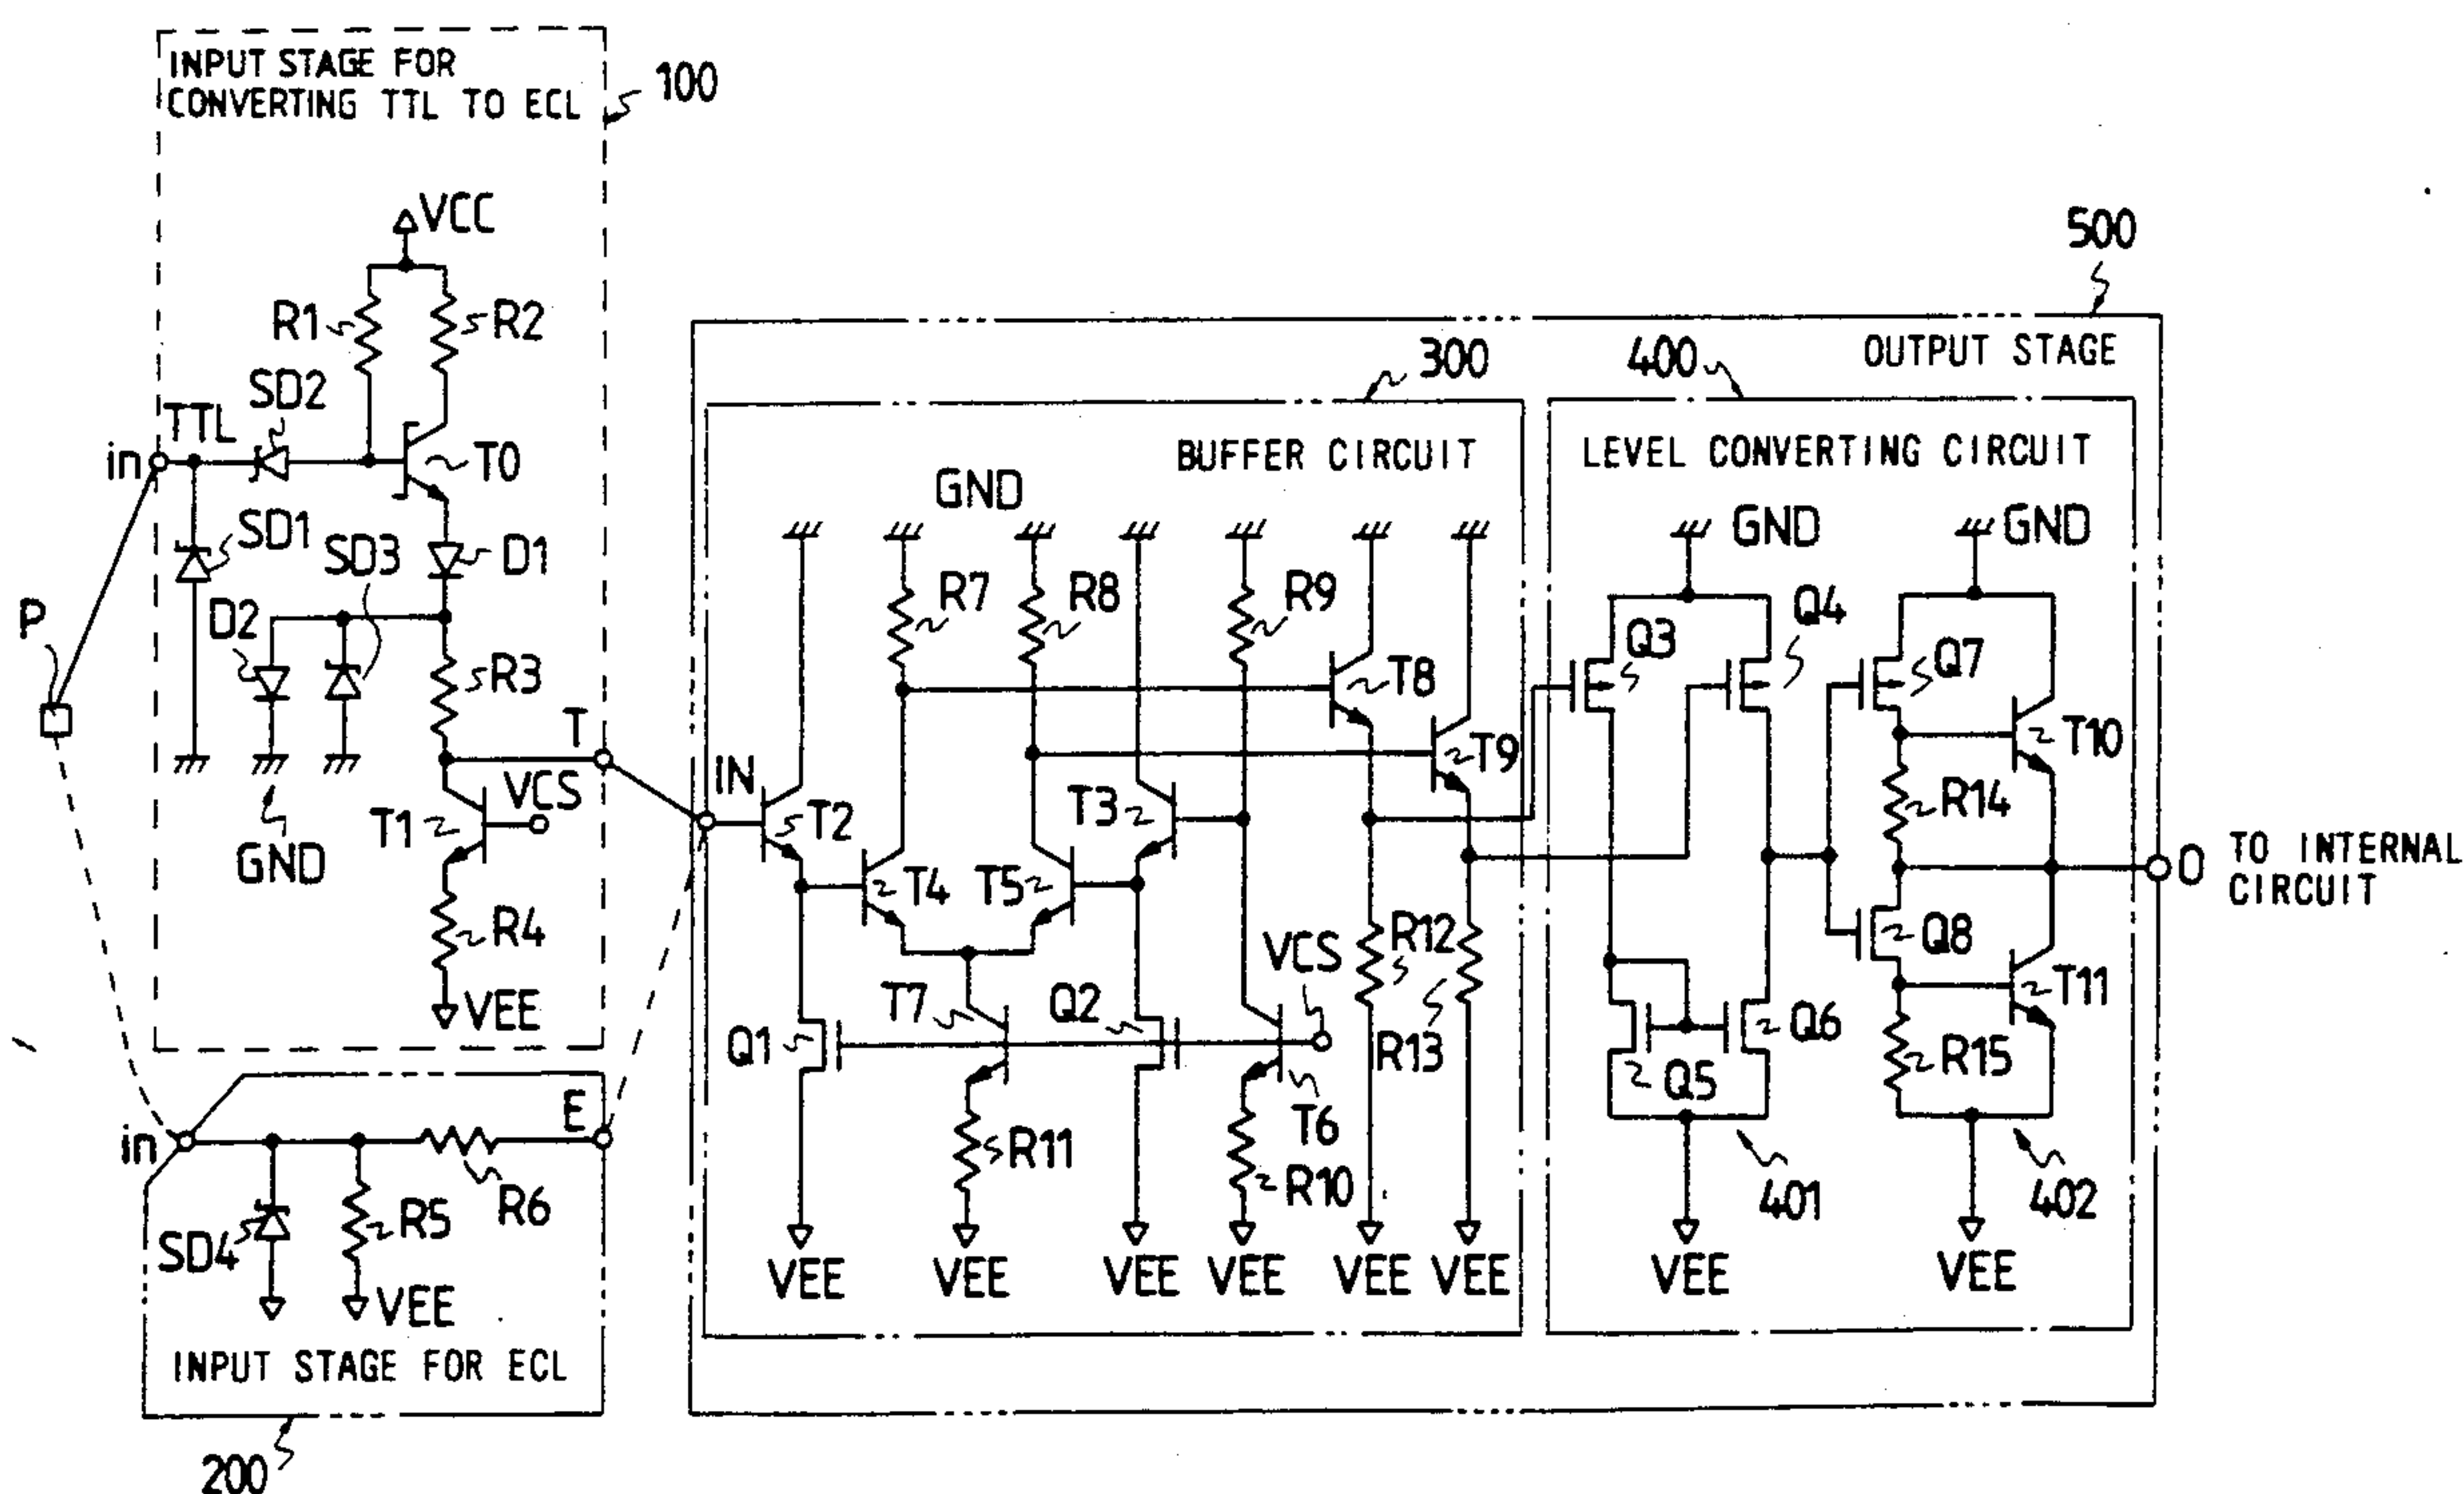 INPUT STAGE FOR
CONVERTING TTL TO ECL
100
VCC
R1
R2
SD2
TTL
in
T0
SD1
SD3
D1
P
D2
R3
T
VCS
T1
GND
R4
VEE
in
E
SD4
R5
R6
VEE
INPUT STAGE FOR ECL
200
500
OUTPUT STAGE
300
400
BUFFER CIRCUIT
GND
R7
R8
R9
T8
T9
IN
T2
T3
T4
T5
R12
VCS
T7
Q2
Q1
R13
T6
R11
R10
VEE
VEE
VEE
VEE
VEE
VEE
LEVEL CONVERTING CIRCUIT
GND
GND
Q3
Q4
Q7
T10
R14
O
TO INTERNAL
CIRCUIT
Q8
T11
Q6
Q5
R15
401
402
VEE
VEE